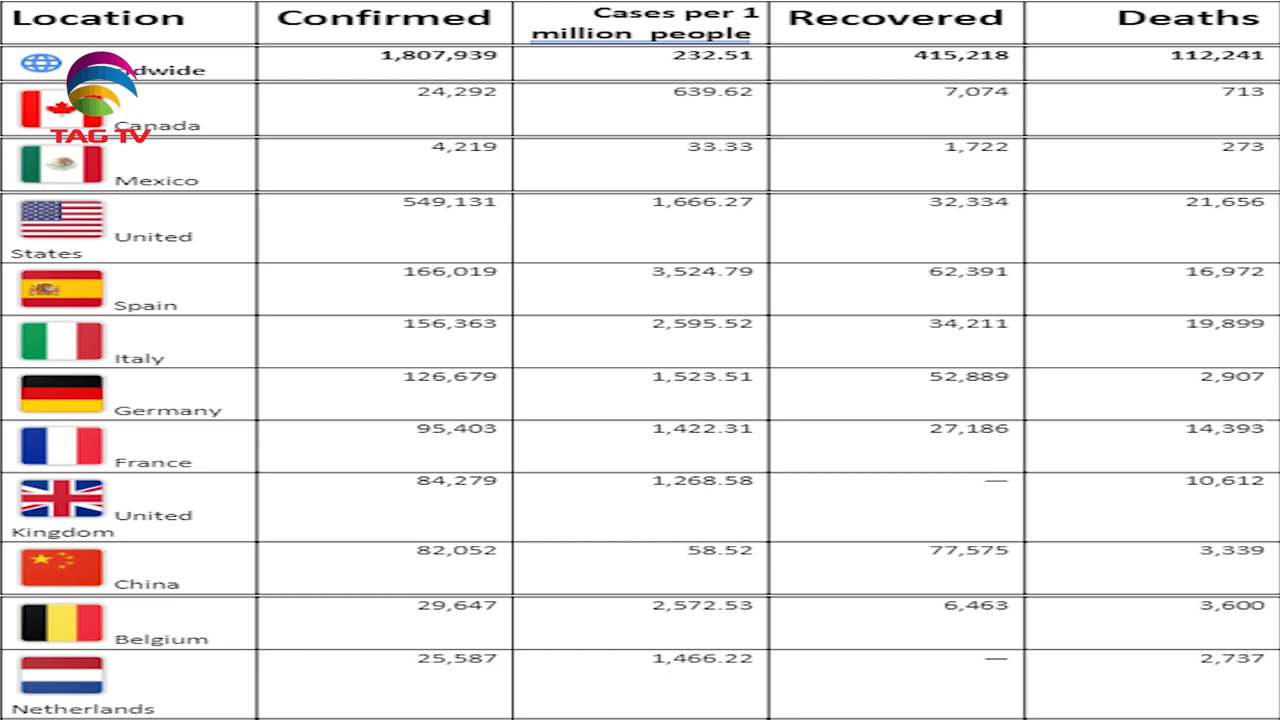 Location Confirmed Cases per 1 million people Recovered Deaths
dwide 1,807,939 232.51 415,218 112,241
TAG TV
Canada 24,292 639.62 7,074 713
Mexico 4,219 33.33 1,722 273
United States 549,131 1,666.27 32,334 21,656
Spain 166,019 3,524.79 62,391 16,972
Italy 156,363 2,595.52 34,211 19,899
Germany 126,679 1,523.51 52,889 2,907
France 95,403 1,422.31 27,186 14,393
United Kingdom 84,279 1,268.58 — 10,612
China 82,052 58.52 77,575 3,339
Belgium 29,647 2,572.53 6,463 3,600
Netherlands 25,587 1,466.22 — 2,737